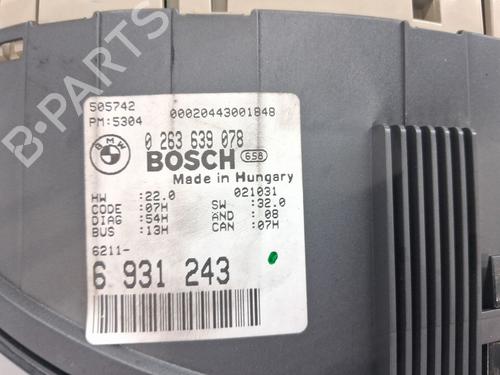 505742 00020443001848
PM:5304
BMW 0 263 639 078
BOSCH 658
Made in Hungary
HW :22.0 021031
CODE :07H SW :32.0
DIAG :54H AND : 08
BUS :13H CAN :07H
6211-
6 931 243
B-PARTS